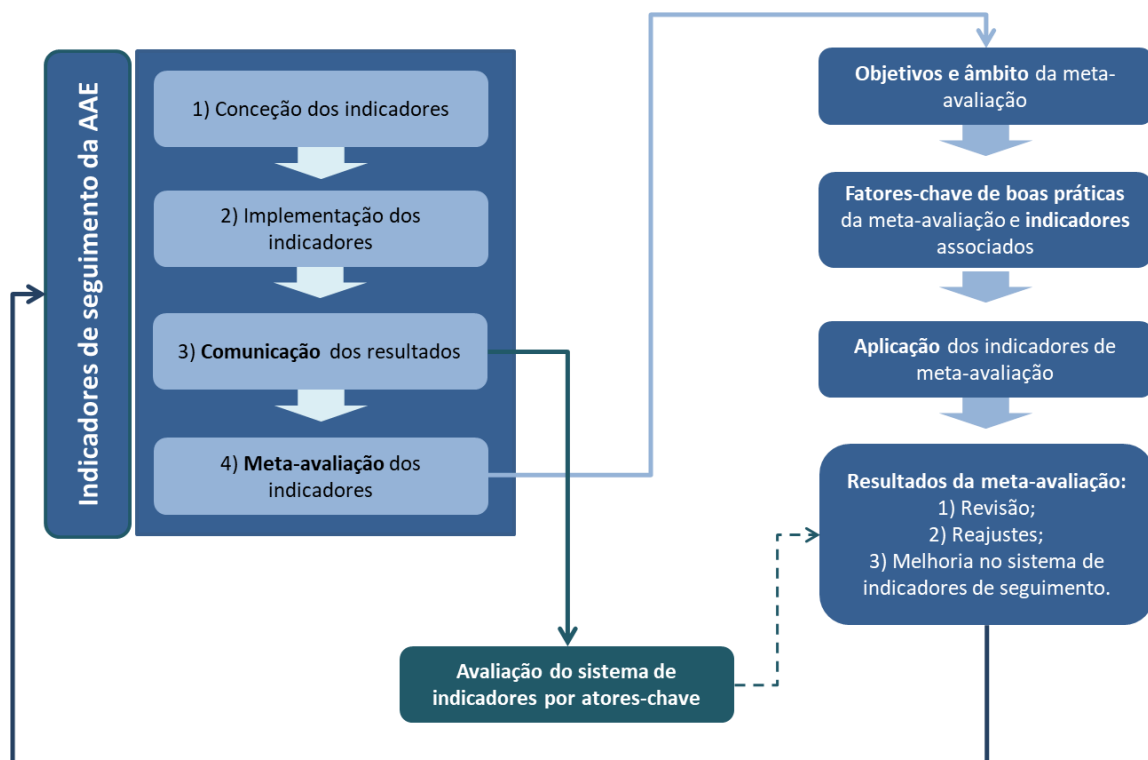 Indicadores de seguimento da AAE
1) Conceção dos indicadores
2) Implementação dos
indicadores
3) Comunicação dos resultados
4) Meta-avaliação dos
indicadores
Objetivos e âmbito da meta-
avaliação
Fatores-chave de boas práticas
da meta-avaliação e indicadores
associados
Aplicação dos indicadores de
meta-avaliação
Resultados da meta-avaliação:
1) Revisão;
2) Reajustes;
3) Melhoria no sistema de
indicadores de seguimento.
Avaliação do sistema de
indicadores por atores-chave